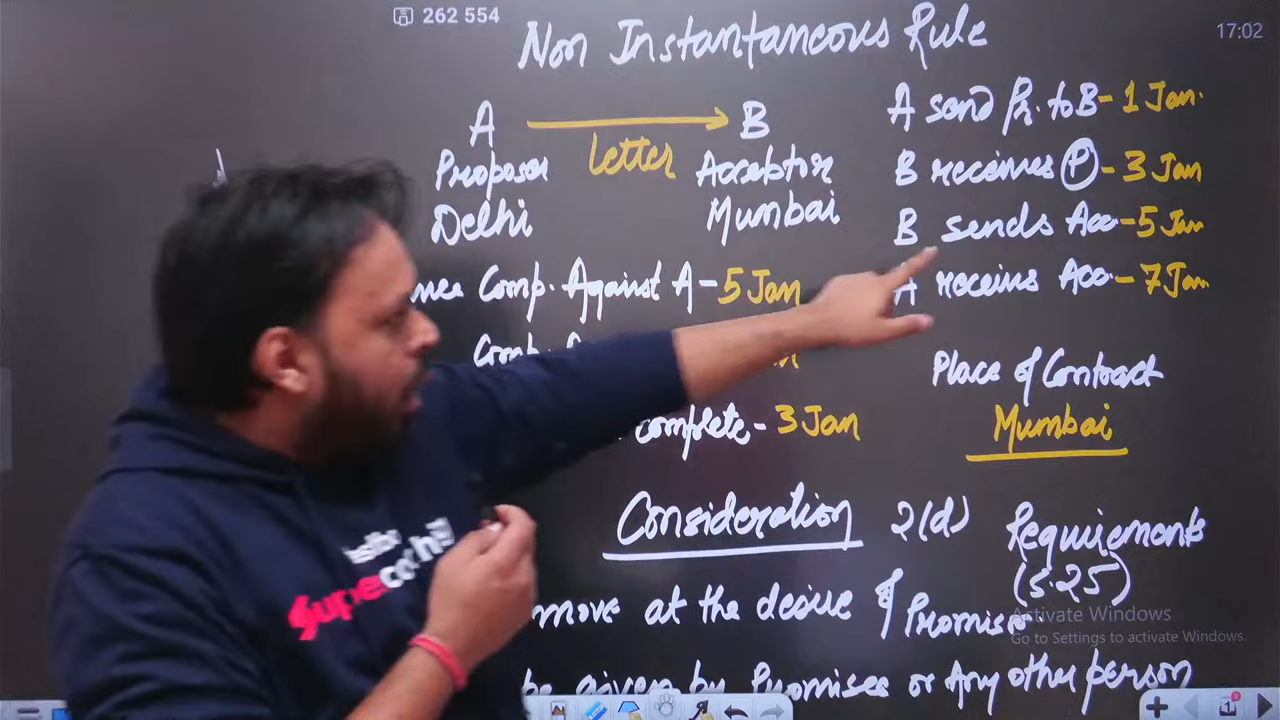 262 554
17:02
Non Instantaneous Rule
A letter B
Proposer Acceptor
Delhi Mumbai
A send Pr. to B - 1 Jan.
B receives (P) - 3 Jan
B sends Acc - 5 Jan
A receives Acc - 7 Jan
Comp. Against A - 5 Jan
Comp.
complete - 3 Jan
Place of Contract
Mumbai
Consideration 2(d) Requirements
(S.25)
move at the desire of Promisor
be given by Promisee or Any other person
Activate Windows
Go to Settings to activate Windows.
Supercoaching
1